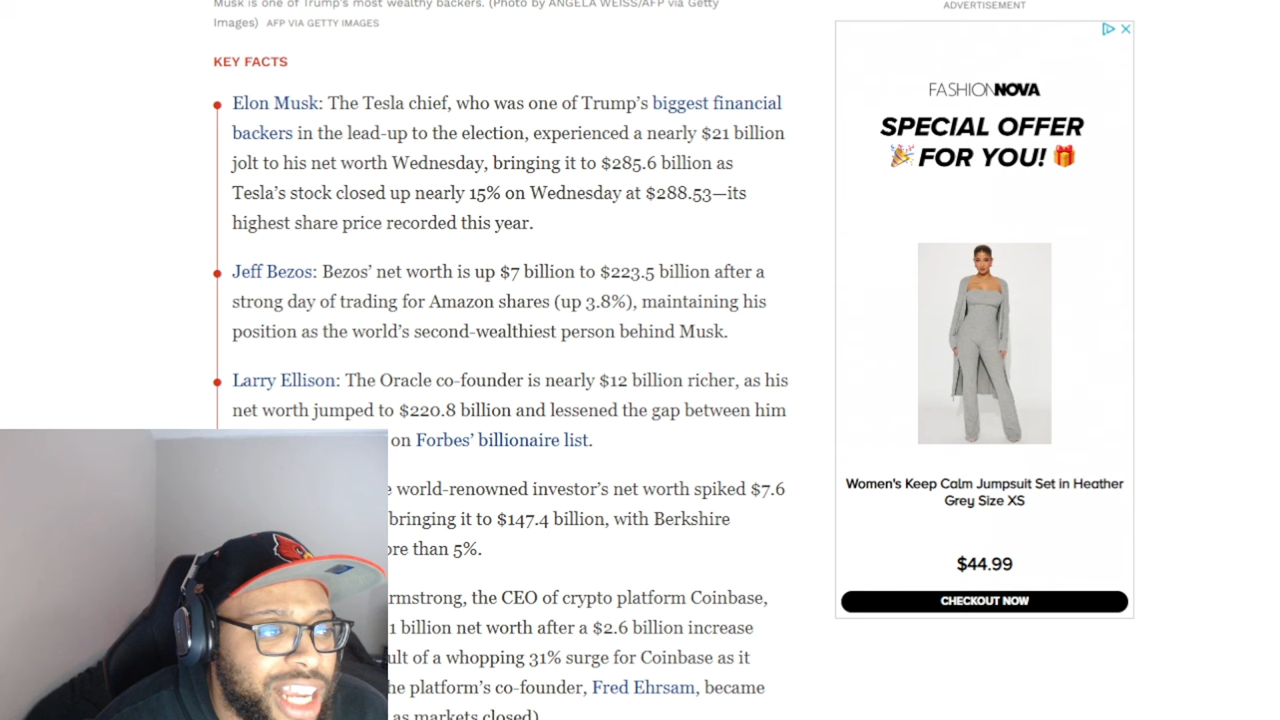 Musk is one of Trump's most wealthy backers. (Photo by ANGELA WEISS/AFP via Getty
Images) AFP VIA GETTY IMAGES
KEY FACTS
Elon Musk: The Tesla chief, who was one of Trump’s biggest financial
backers in the lead-up to the election, experienced a nearly $21 billion
jolt to his net worth Wednesday, bringing it to $285.6 billion as
Tesla’s stock closed up nearly 15% on Wednesday at $288.53—its
highest share price recorded this year.
Jeff Bezos: Bezos’ net worth is up $7 billion to $223.5 billion after a
strong day of trading for Amazon shares (up 3.8%), maintaining his
position as the world’s second-wealthiest person behind Musk.
Larry Ellison: The Oracle co-founder is nearly $12 billion richer, as his
net worth jumped to $220.8 billion and lessened the gap between him
on Forbes’ billionaire list.
world-renowned investor’s net worth spiked $7.6
bringing it to $147.4 billion, with Berkshire
than 5%.
rmstrong, the CEO of crypto platform Coinbase,
1 billion net worth after a $2.6 billion increase
ult of a whopping 31% surge for Coinbase as it
he platform’s co-founder, Fred Ehrsam, became
as markets closed)
ADVERTISEMENT
FASHIONNOVA
SPECIAL OFFER
FOR YOU!
Women's Keep Calm Jumpsuit Set in Heather
Grey Size XS
$44.99
CHECKOUT NOW